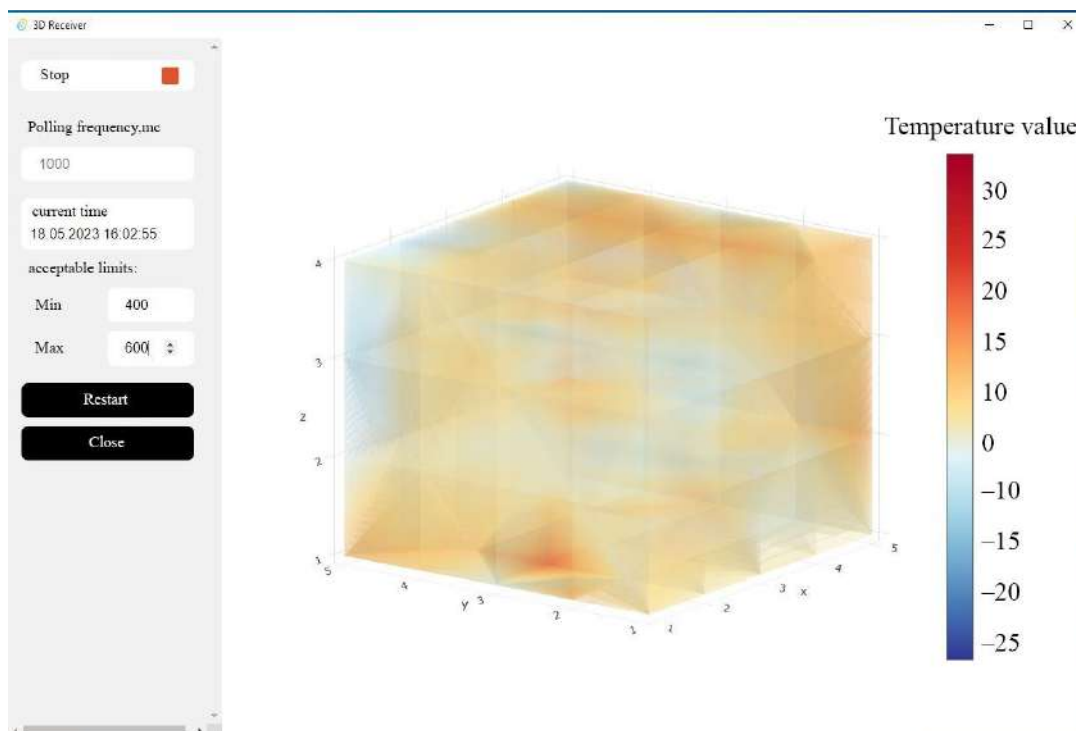 3D Receiver
Stop
Polling frequency,mc
1000
current time
18.05.2023 16:02:55
acceptable limits:
Min 400
Max 600
Restart
Close
Temperature value
30
25
20
15
10
0
–10
–15
–20
–25
4
3
z
2
1
5
4
y
3
2
1
1
2
3
x
4
5